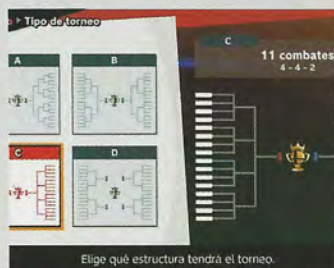 Tipo de torneo
A
B
C
11 combates
4 - 4 - 2
C
D
Elige qué estructura tendrá el torneo.